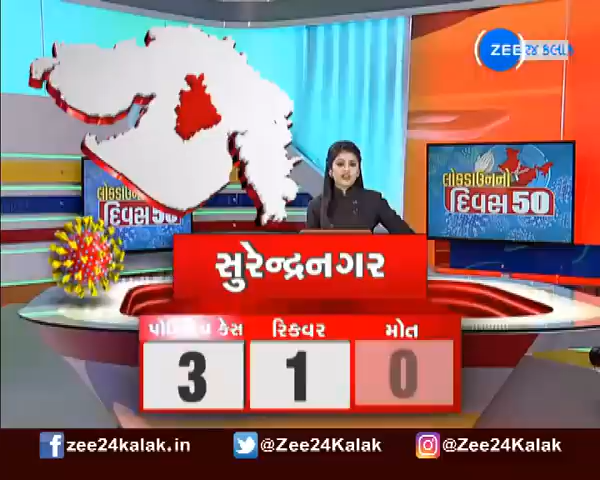 ZEE ૨૪ કલાક
લોકડાઉનનો
દિવસ 50
લોકડાઉનનો
દિવસ 50
સુરેન્દ્રનગર
કેસ રિકવર મોત
3 1 0
zee24kalak.in @Zee24Kalak @Zee24Kalak